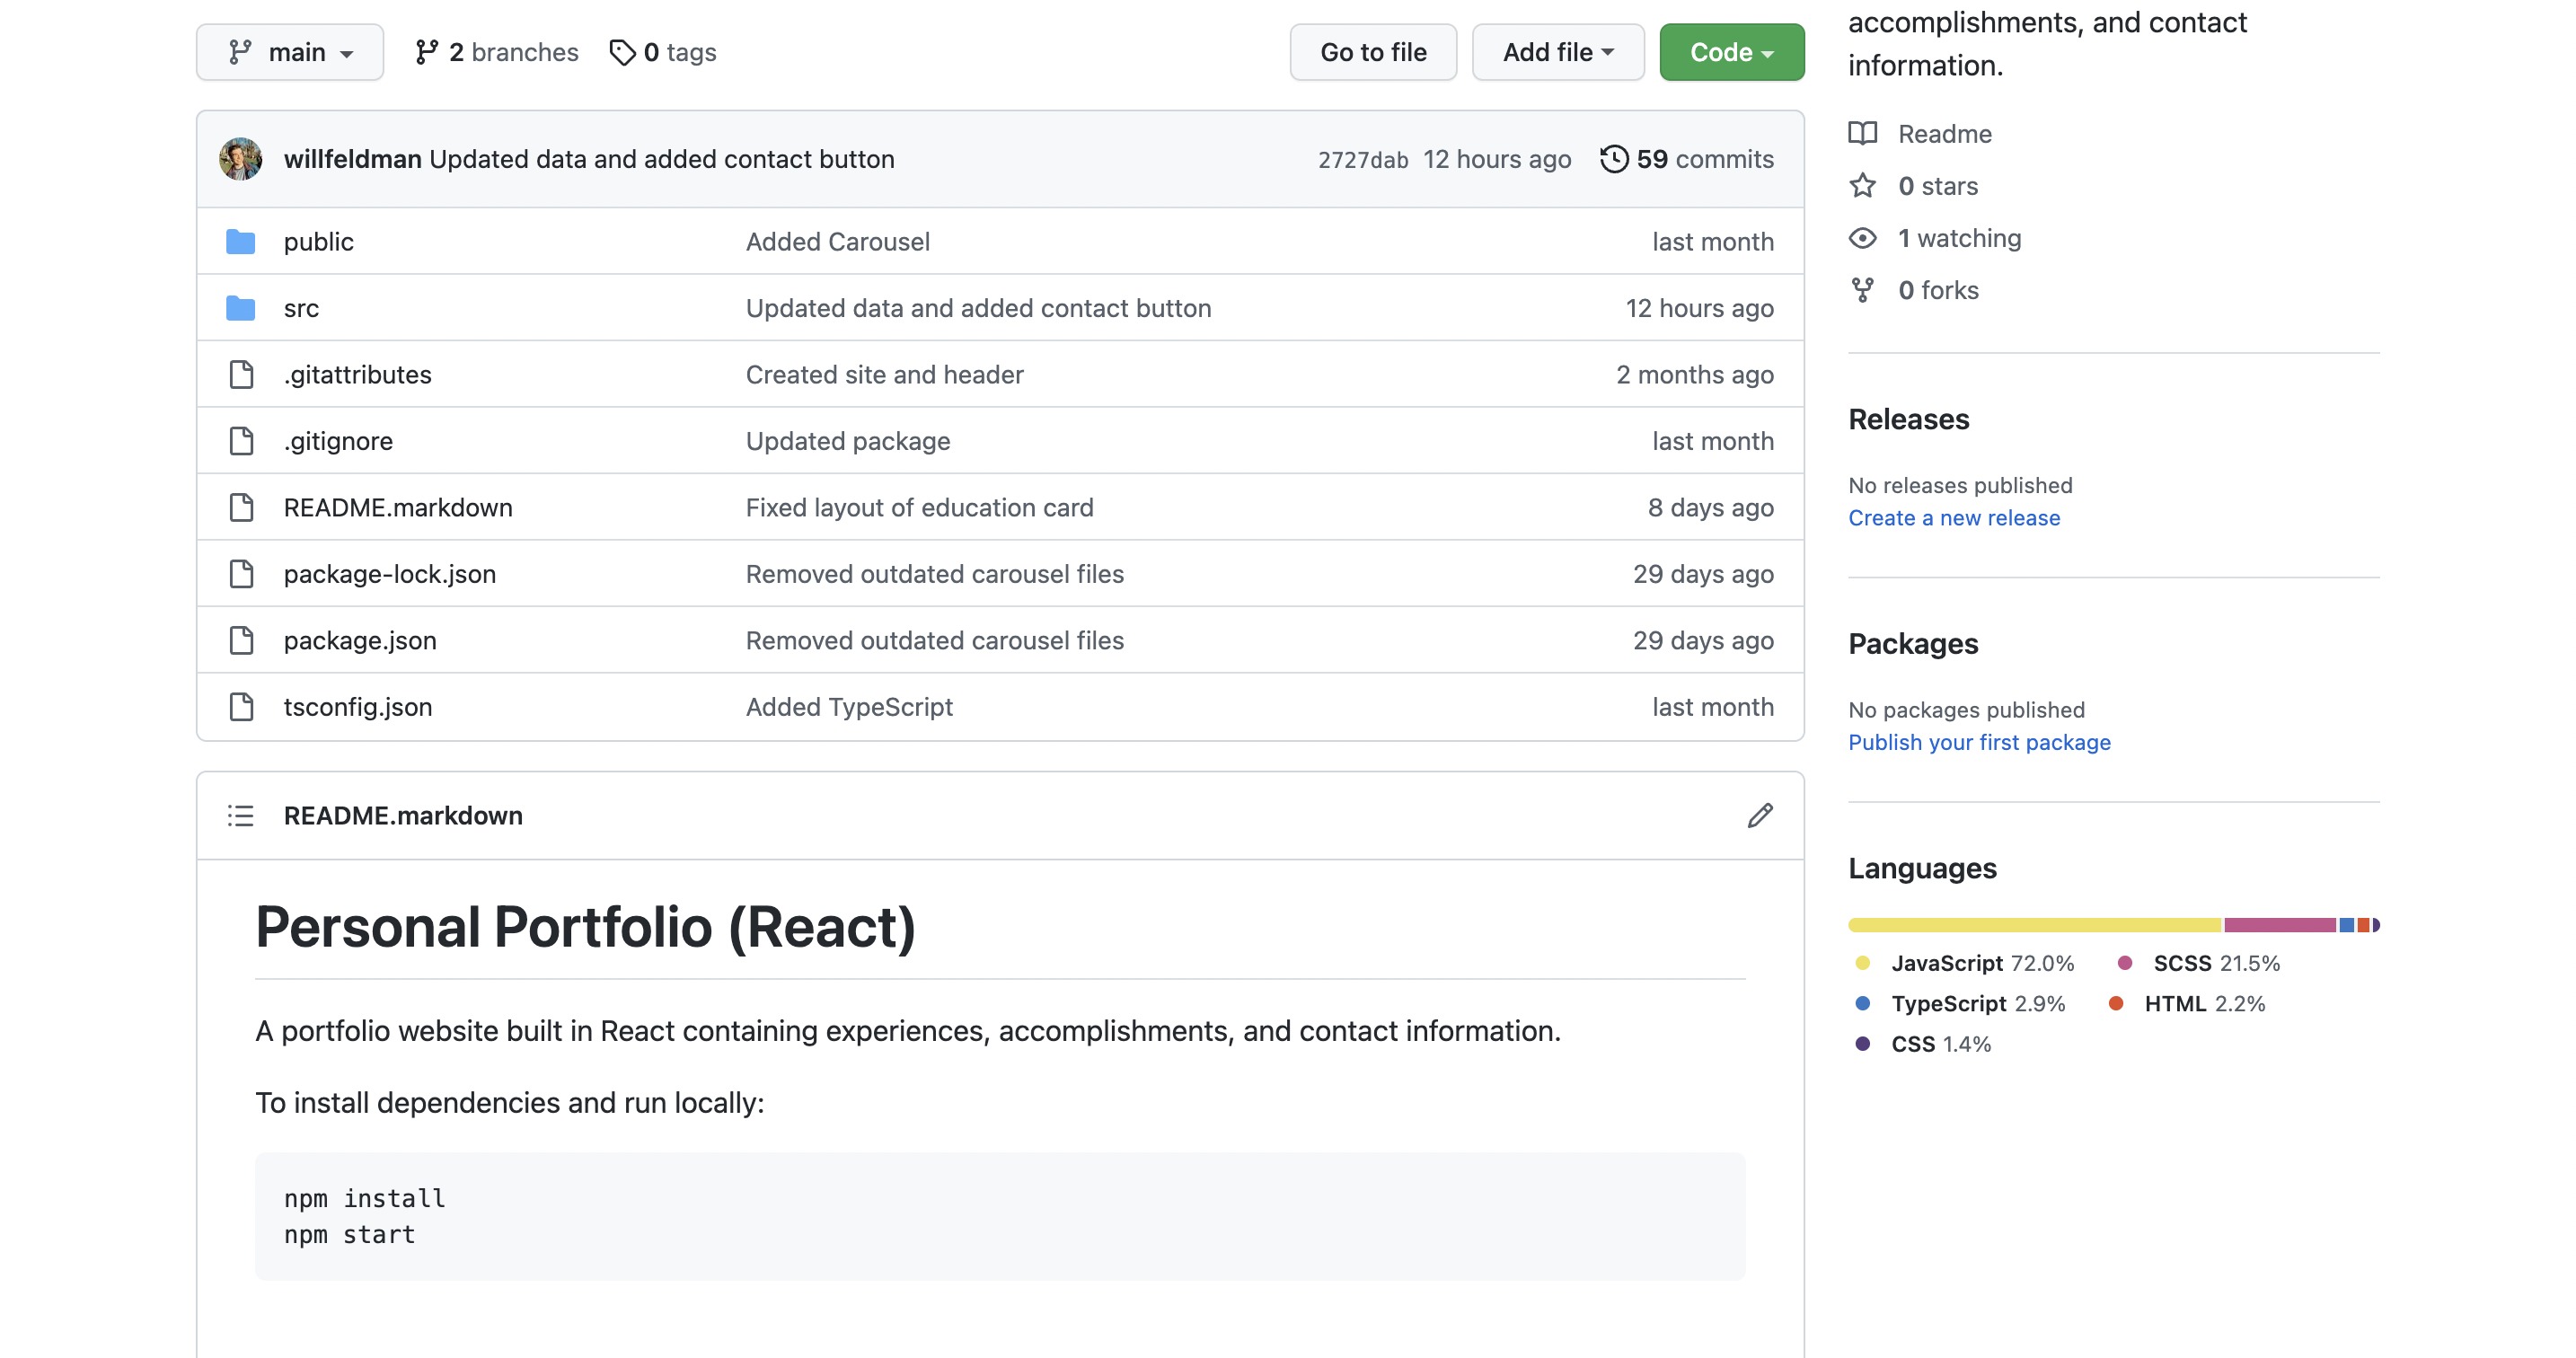 main
2 branches
0 tags
Go to file
Add file
Code
willfeldman Updated data and added contact button
2727dab 12 hours ago
59 commits
public Added Carousel last month
src Updated data and added contact button 12 hours ago
.gitattributes Created site and header 2 months ago
.gitignore Updated package last month
README.markdown Fixed layout of education card 8 days ago
package-lock.json Removed outdated carousel files 29 days ago
package.json Removed outdated carousel files 29 days ago
tsconfig.json Added TypeScript last month
README.markdown
Personal Portfolio (React)
A portfolio website built in React containing experiences, accomplishments, and contact information.
To install dependencies and run locally:
npm install
npm start
accomplishments, and contact
information.
Readme
0 stars
1 watching
0 forks
Releases
No releases published
Create a new release
Packages
No packages published
Publish your first package
Languages
JavaScript 72.0% SCSS 21.5%
TypeScript 2.9% HTML 2.2%
CSS 1.4%